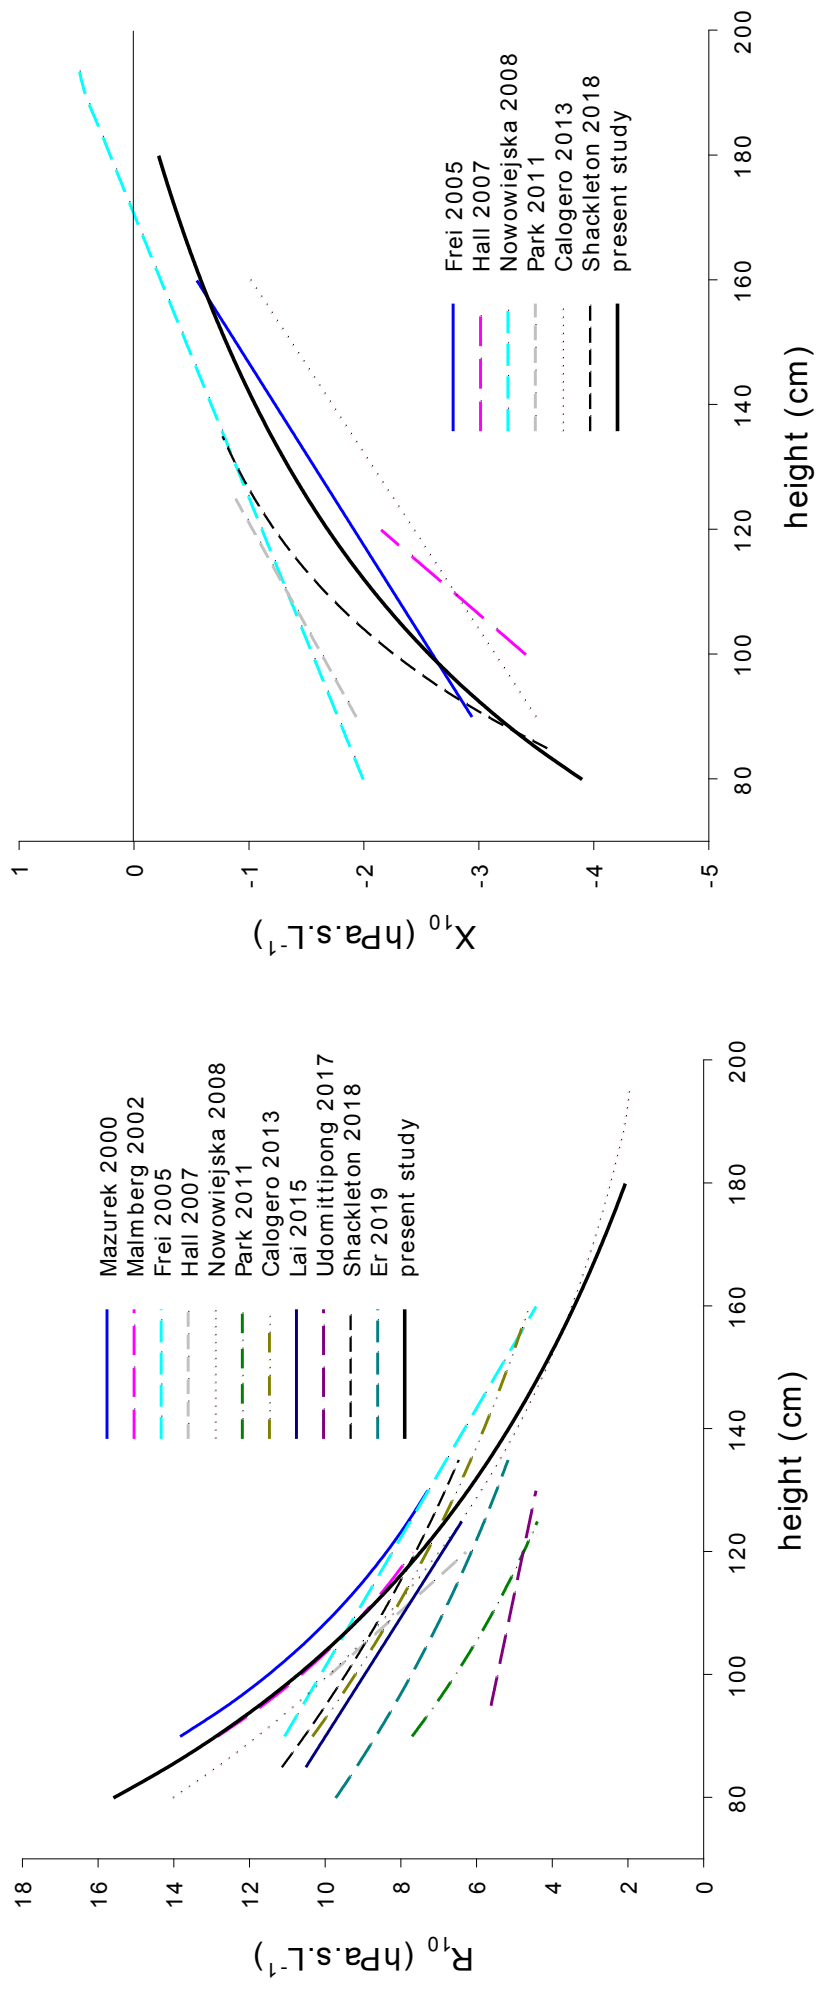 18
16
14
12
10
8
6
4
2
0
R₁₀ (hPa.s.L⁻¹)
80
100
120
140
160
180
200
height (cm)
Mazurek 2000
Malmberg 2002
Frei 2005
Hall 2007
Nowowiejska 2008
Park 2011
Calogero 2013
Lai 2015
Udomittipong 2017
Shackleton 2018
Er 2019
present study
1
0
-1
-2
-3
-4
-5
X₁₀ (hPa.s.L⁻¹)
80
100
120
140
160
180
200
height (cm)
Frei 2005
Hall 2007
Nowowiejska 2008
Park 2011
Calogero 2013
Shackleton 2018
present study